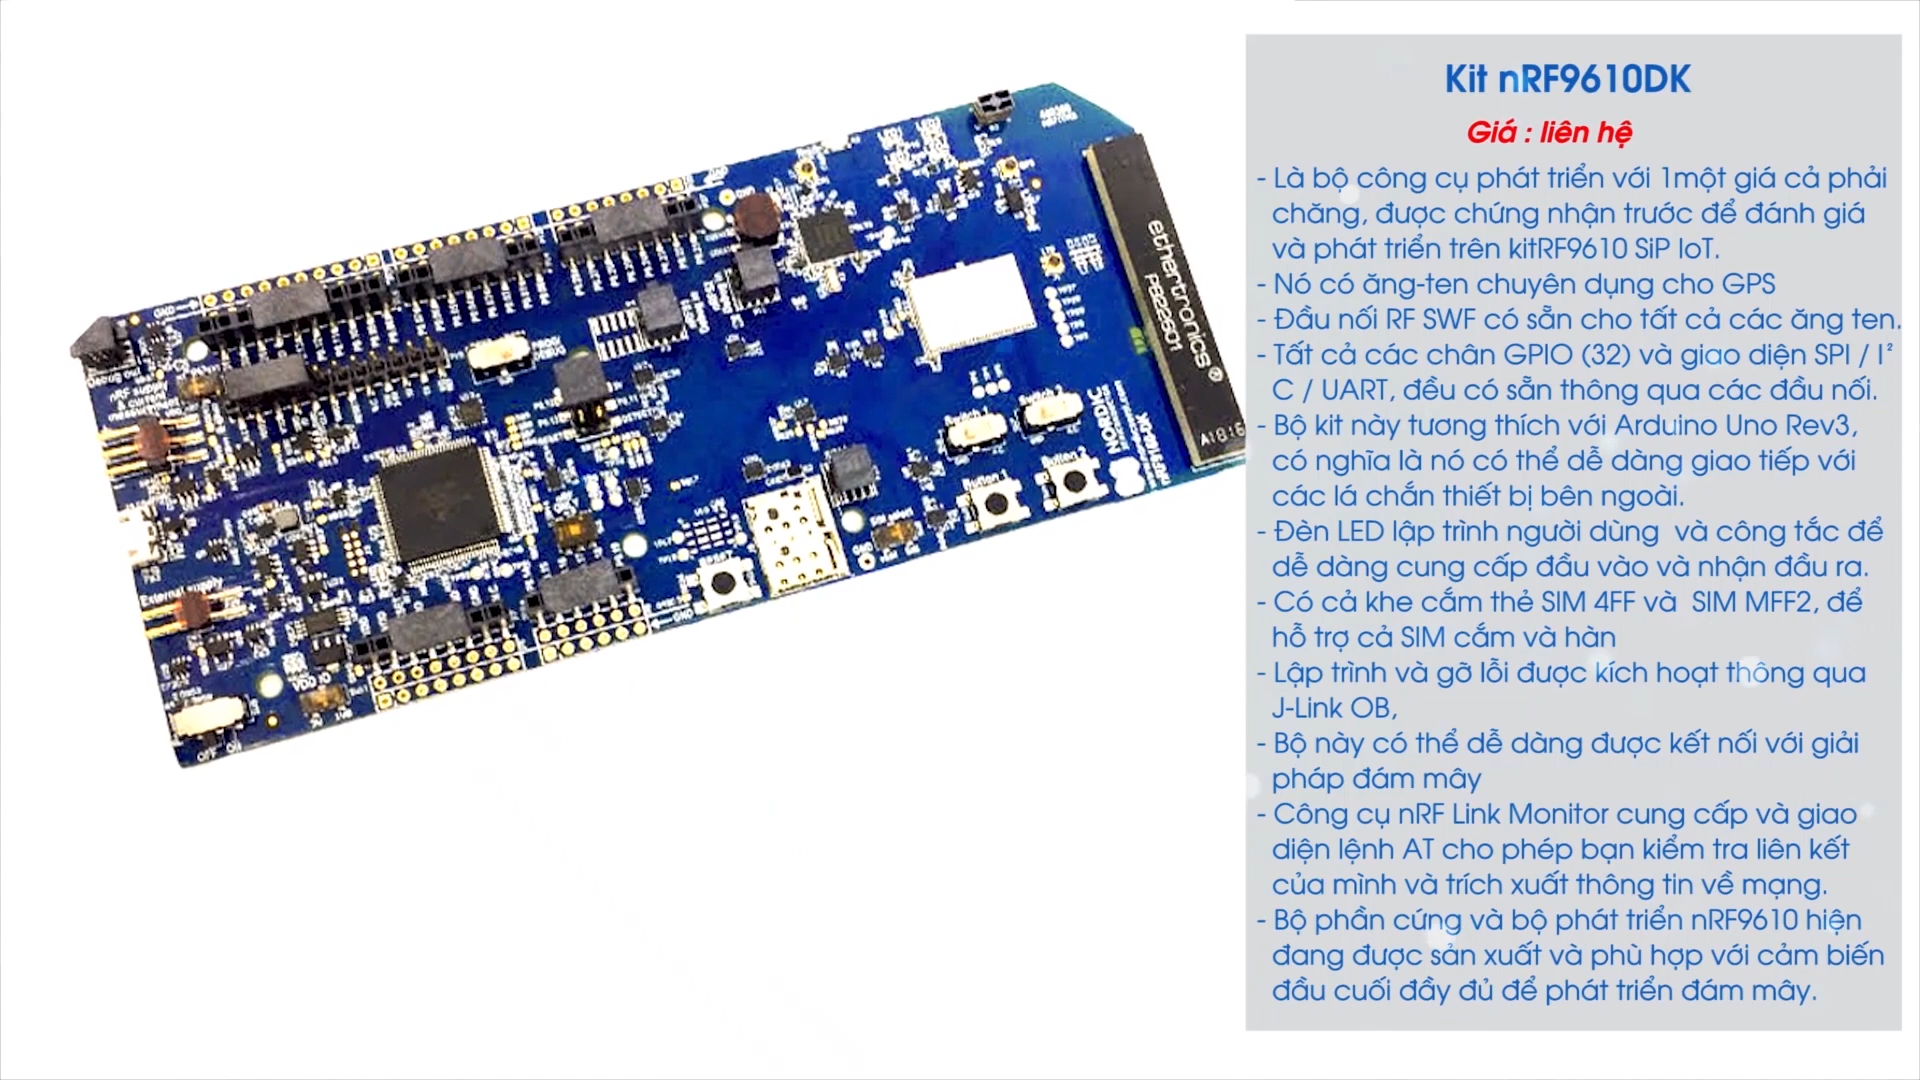 Kit nRF9610DK
Giá : liên hệ
- Là bộ công cụ phát triển với 1một giá cả phải
chăng, được chứng nhận trước để đánh giá
và phát triển trên kitRF9610 SiP IoT.
- Nó có ăng-ten chuyên dụng cho GPS
- Đầu nối RF SWF có sẵn cho tất cả các ăng ten.
- Tất cả các chân GPIO (32) và giao diện SPI / I²
C / UART, đều có sẵn thông qua các đầu nối.
- Bộ kit này tương thích với Arduino Uno Rev3,
có nghĩa là nó có thể dễ dàng giao tiếp với
các lá chắn thiết bị bên ngoài.
- Đèn LED lập trình người dùng và công tắc để
dễ dàng cung cấp đầu vào và nhận đầu ra.
- Có cả khe cắm thẻ SIM 4FF và SIM MFF2, để
hỗ trợ cả SIM cắm và hàn
- Lập trình và gỡ lỗi được kích hoạt thông qua
J-Link OB,
- Bộ này có thể dễ dàng được kết nối với giải
pháp đám mây
- Công cụ nRF Link Monitor cung cấp và giao
diện lệnh AT cho phép bạn kiểm tra liên kết
của mình và trích xuất thông tin về mạng.
- Bộ phần cứng và bộ phát triển nRF9610 hiện
đang được sản xuất và phù hợp với cảm biến
đầu cuối đầy đủ để phát triển đám mây.
ethertronics®
P822601
NORDIC
Button 1